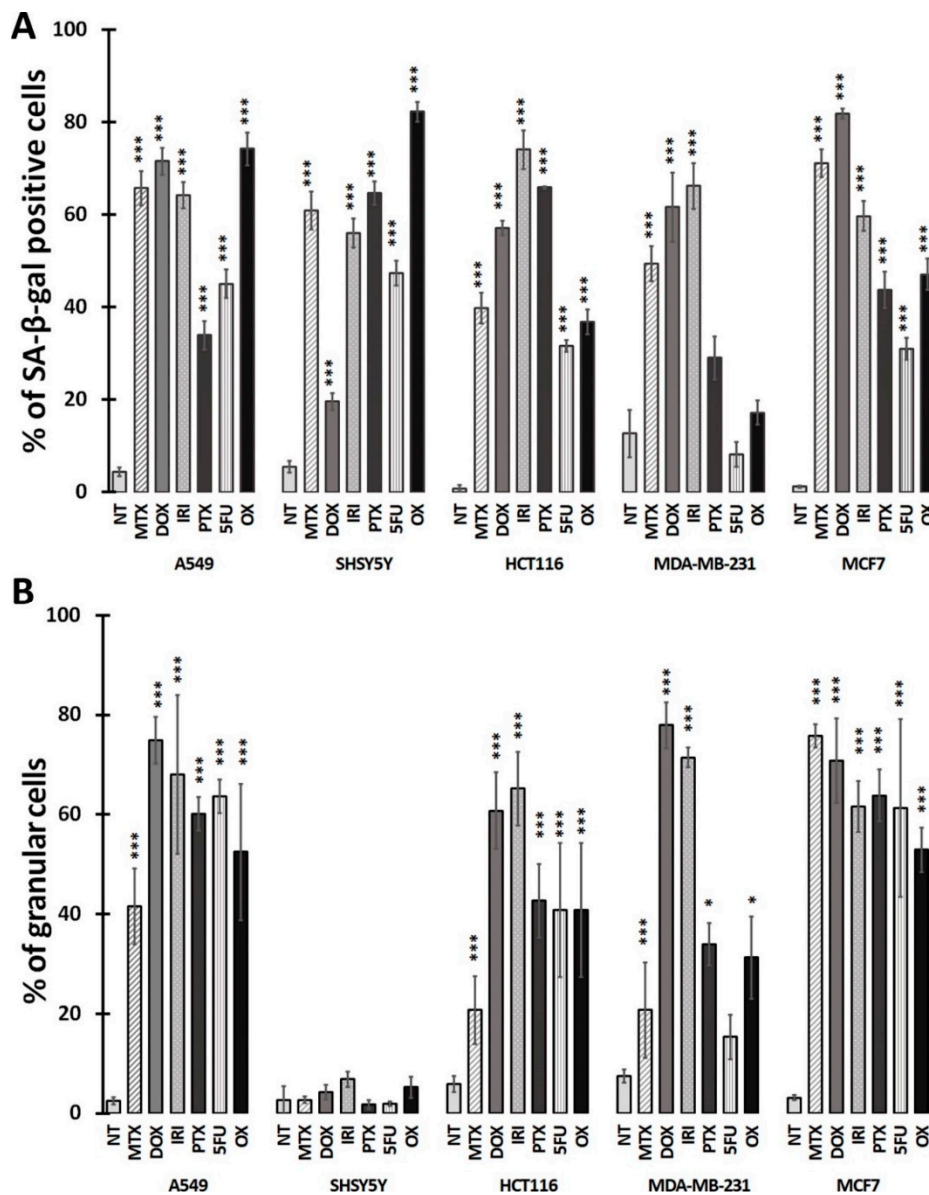 A
% of SA-β-gal positive cells
100
80
60
40
20
0
*** *** *** *** *** ***
*** *** *** *** *** ***
*** *** *** *** *** ***
*** *** ***
*** *** *** *** *** ***
NT MTX DOX IRI PTX 5FU OX
NT MTX DOX IRI PTX 5FU OX
NT MTX DOX IRI PTX 5FU OX
NT MTX DOX IRI PTX 5FU OX
NT MTX DOX IRI PTX 5FU OX
A549 SHSY5Y HCT116 MDA-MB-231 MCF7
B
% of granular cells
100
80
60
40
20
0
*** *** *** *** *** ***
*** *** *** *** *** ***
*** *** *** * *
*** *** *** *** *** ***
NT MTX DOX IRI PTX 5FU OX
NT MTX DOX IRI PTX 5FU OX
NT MTX DOX IRI PTX 5FU OX
NT MTX DOX IRI PTX 5FU OX
NT MTX DOX IRI PTX 5FU OX
A549 SHSY5Y HCT116 MDA-MB-231 MCF7